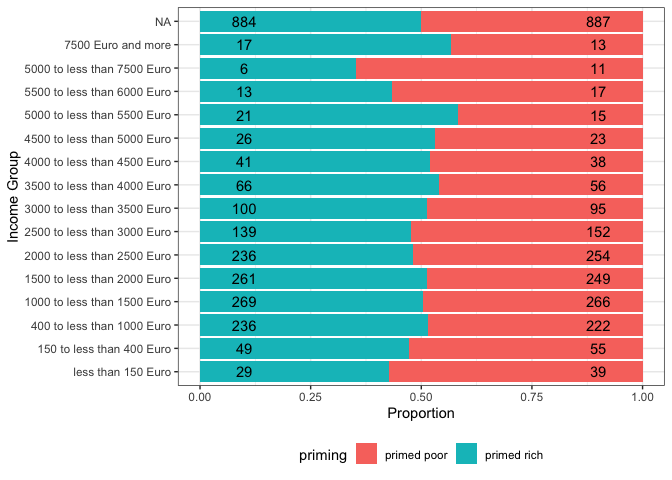 NA 884 887
7500 Euro and more 17 13
5000 to less than 7500 Euro 6 11
5500 to less than 6000 Euro 13 17
5000 to less than 5500 Euro 21 15
4500 to less than 5000 Euro 26 23
4000 to less than 4500 Euro 41 38
3500 to less than 4000 Euro 66 56
3000 to less than 3500 Euro 100 95
2500 to less than 3000 Euro 139 152
2000 to less than 2500 Euro 236 254
1500 to less than 2000 Euro 261 249
1000 to less than 1500 Euro 269 266
400 to less than 1000 Euro 236 222
150 to less than 400 Euro 49 55
less than 150 Euro 29 39
Income Group
0.00 0.25 0.50 0.75 1.00
Proportion
priming primed poor primed rich